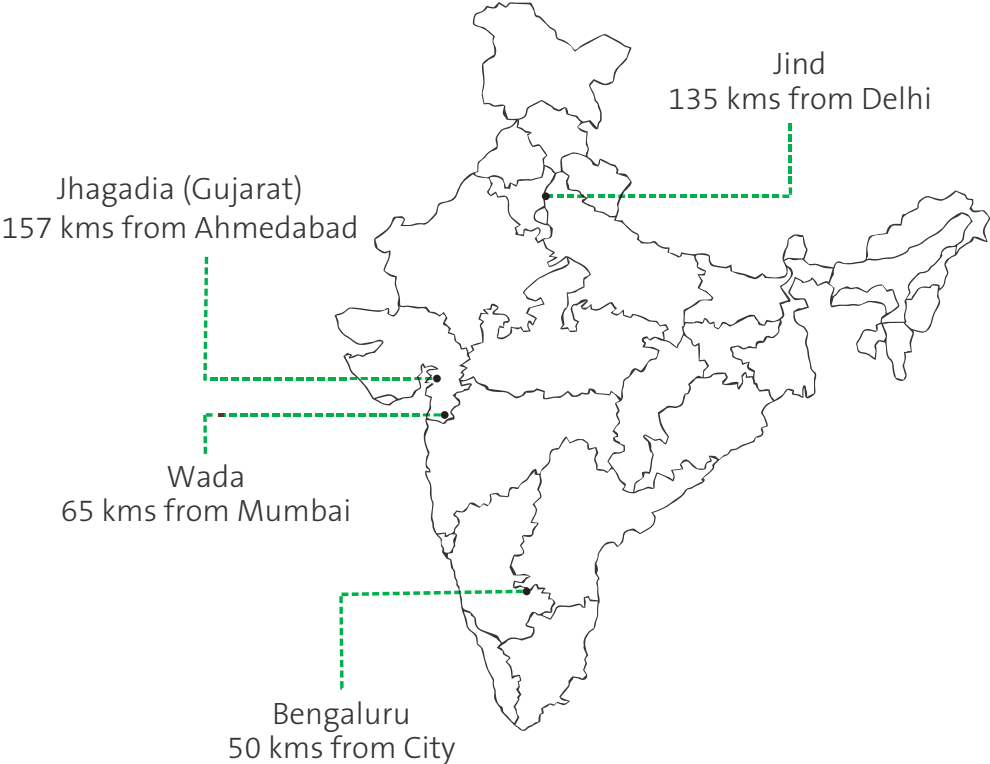 Jind
135 kms from Delhi
Jhagadia (Gujarat)
157 kms from Ahmedabad
Wada
65 kms from Mumbai
Bengaluru
50 kms from City